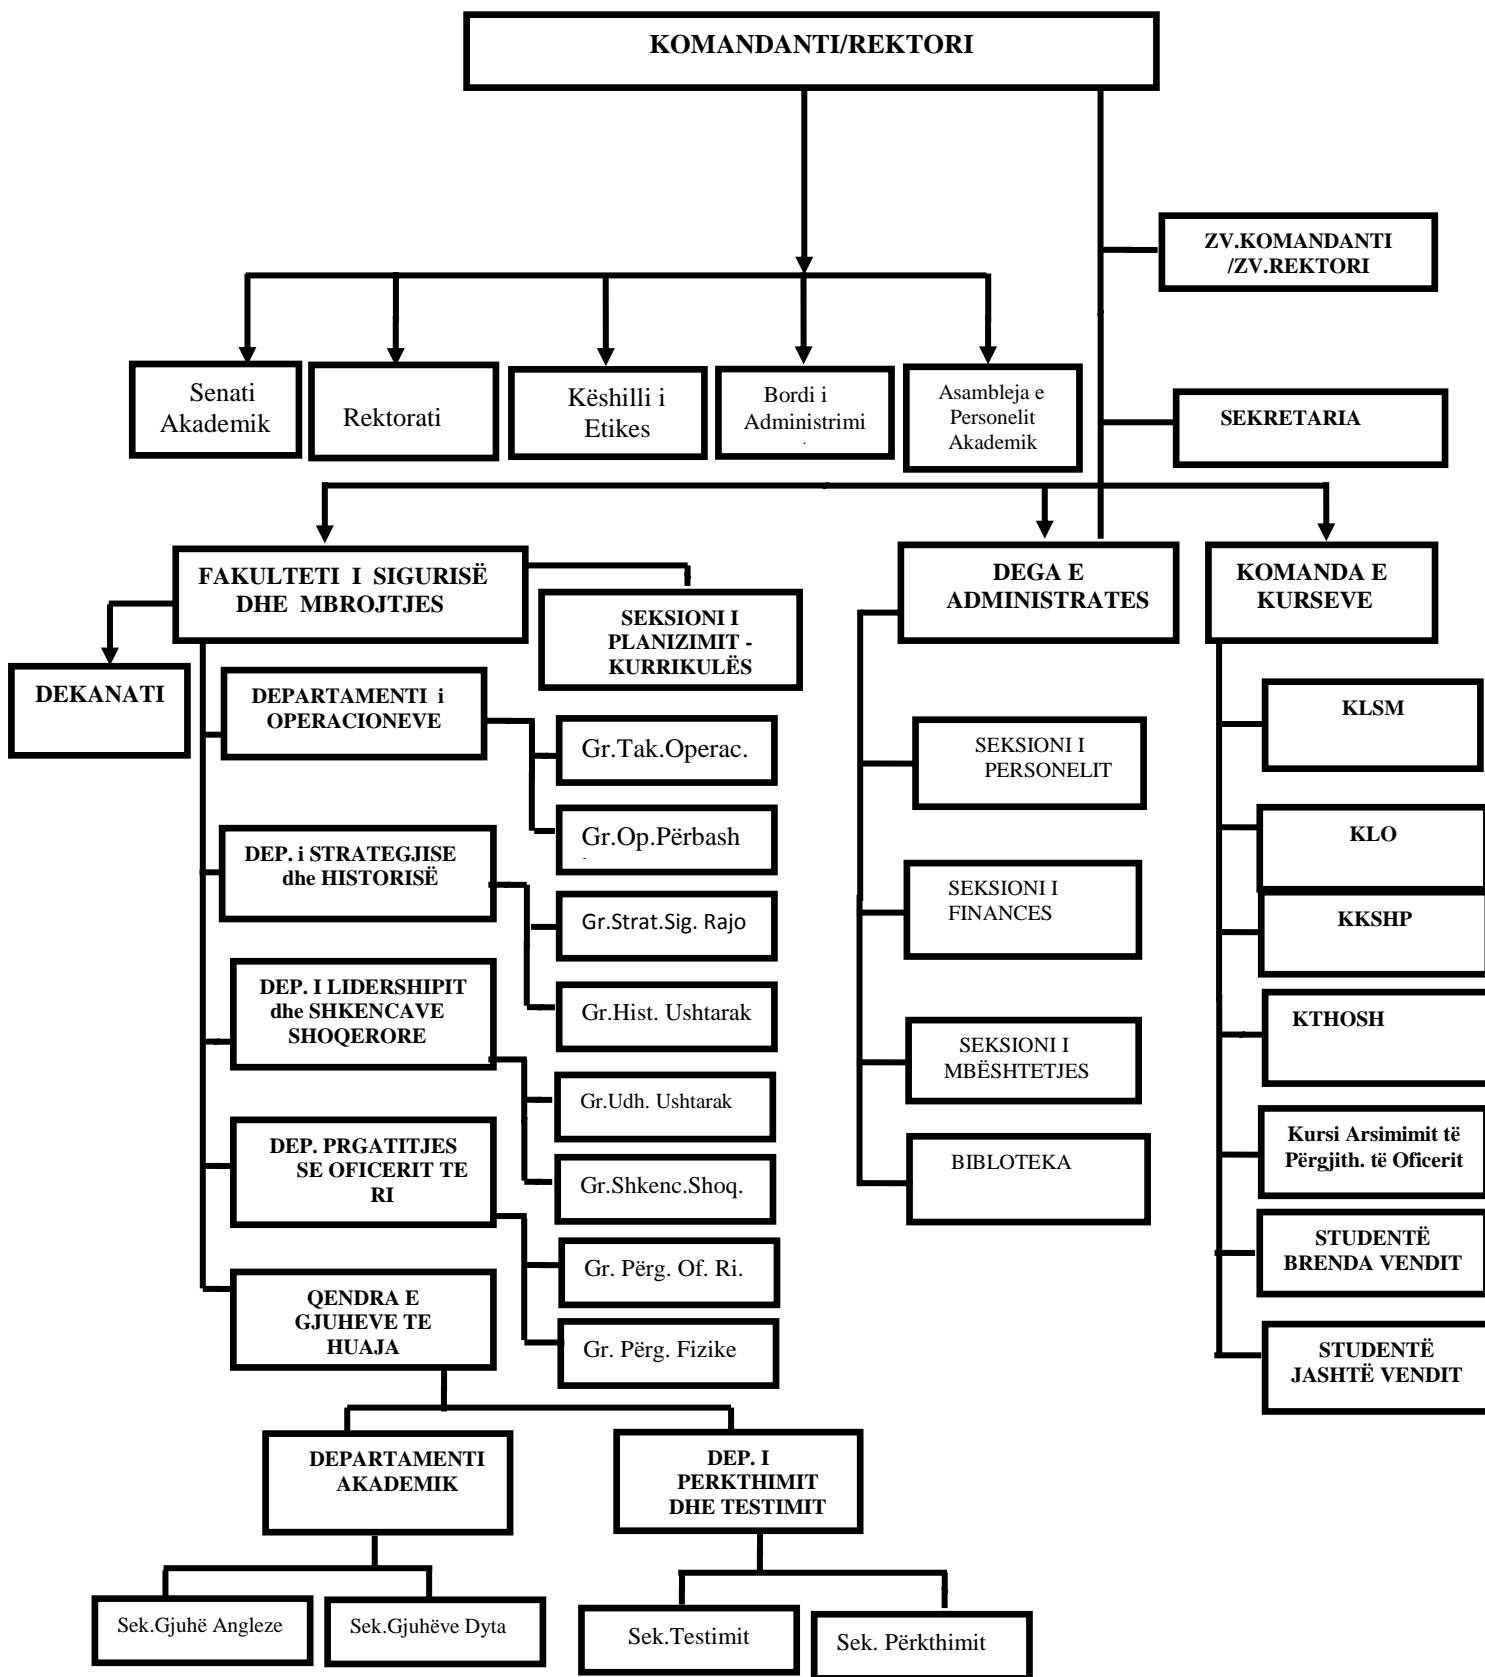 KOMANDANTI/REKTORI
ZV.KOMANDANTI
/ZV.REKTORI
Senati
Akademik
Rektorati
Këshilli i
Etikes
Bordi i
Administrimi
Asambleja e
Personelit
Akademik
SEKRETARIA
FAKULTETI I SIGURISË
DHE MBROJTJES
DEKANATI
SEKSIONI I
PLANIZIMIT -
KURRIKULËS
DEPARTAMENTI i
OPERACIONEVE
Gr.Tak.Operac.
Gr.Op.Përbash
DEP. i STRATEGJISE
dhe HISTORISË
Gr.Strat.Sig. Rajo
Gr.Hist. Ushtarak
DEP. I LIDERSHIPIT
dhe SHKENCAVE
SHOQERORE
Gr.Udh. Ushtarak
Gr.Shkenc.Shoq.
DEP. PRGATITJES
SE OFICERIT TE
RI
Gr. Përg. Of. Ri.
Gr. Përg. Fizike
QENDRA E
GJUHEVE TE
HUAJA
DEPARTAMENTI
AKADEMIK
DEP. I
PERKTHIMIT
DHE TESTIMIT
Sek.Gjuhë Angleze
Sek.Gjuhëve Dyta
Sek.Testimit
Sek. Përkthimit
DEGA E
ADMINISTRATES
SEKSIONI I
PERSONELIT
SEKSIONI I
FINANCES
SEKSIONI I
MBËSHTETJES
BIBLOTEKA
KOMANDA E
KURSEVE
KLSM
KLO
KKSHP
KTHOSH
Kursi Arsimimit të
Përgjith. të Oficerit
STUDENTË
BRENDA VENDIT
STUDENTË
JASHTË VENDIT